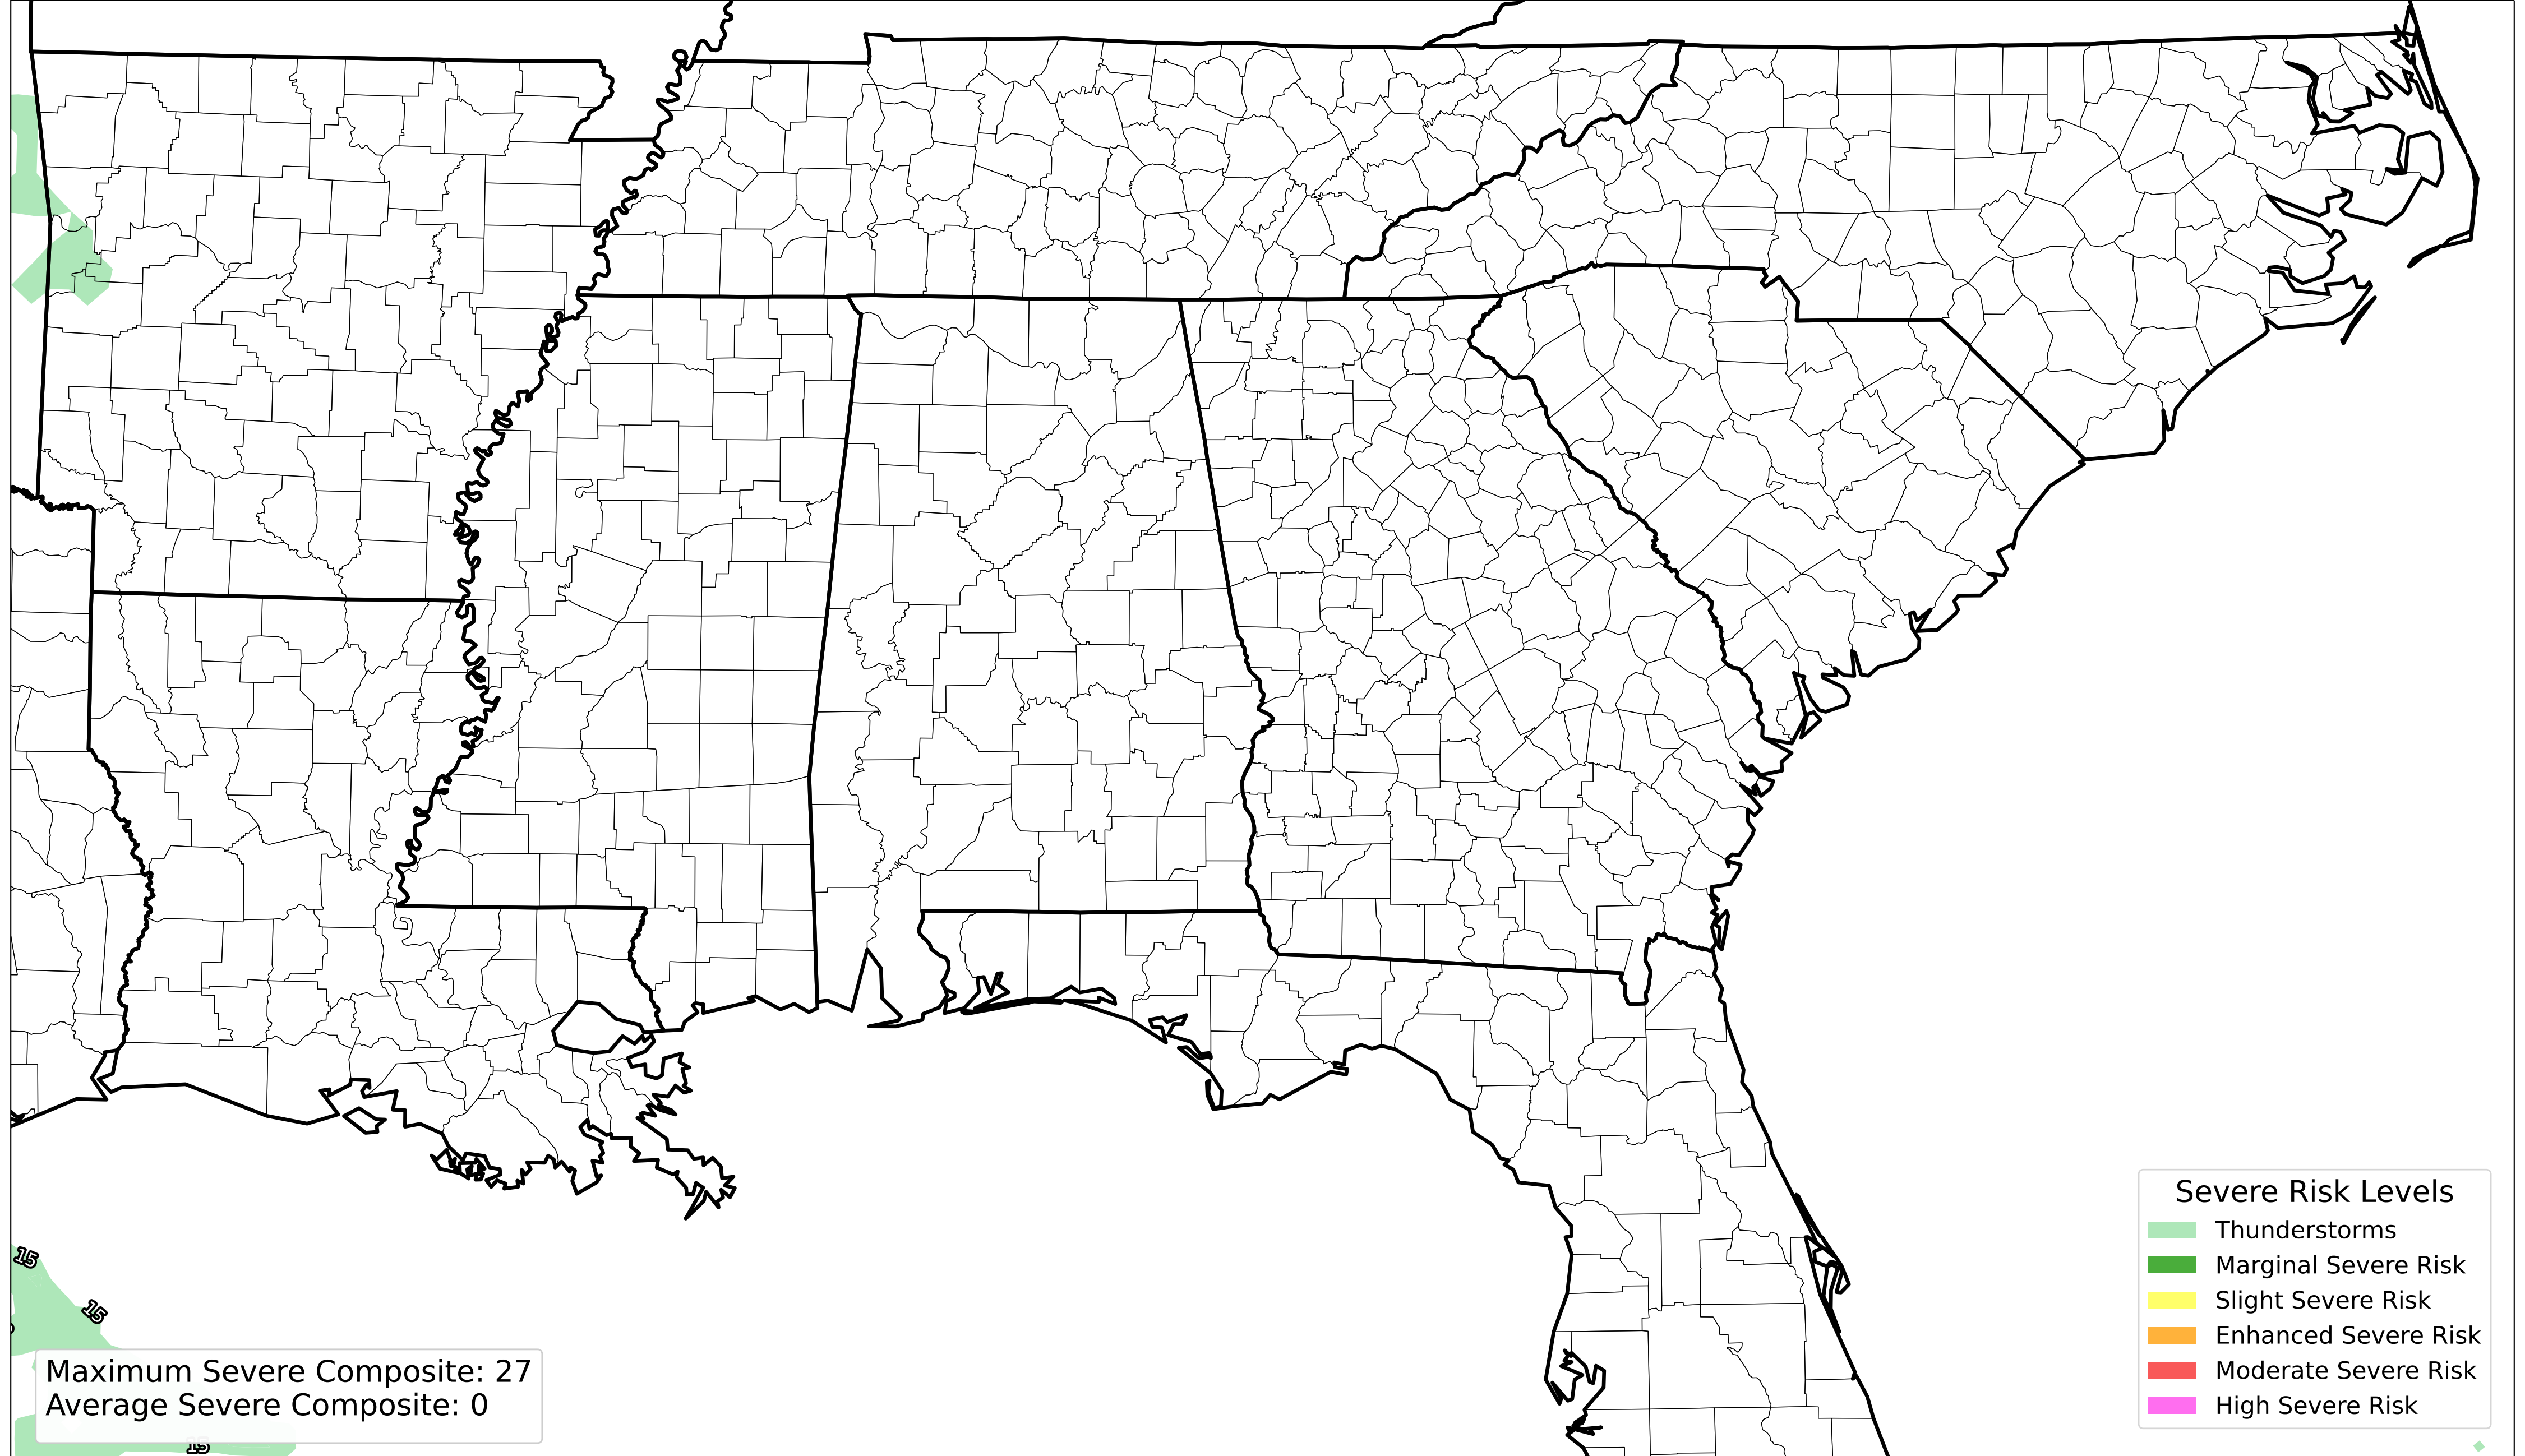 15
15
Maximum Severe Composite: 27
Average Severe Composite: 0
15
Severe Risk Levels
Thunderstorms
Marginal Severe Risk
Slight Severe Risk
Enhanced Severe Risk
Moderate Severe Risk
High Severe Risk